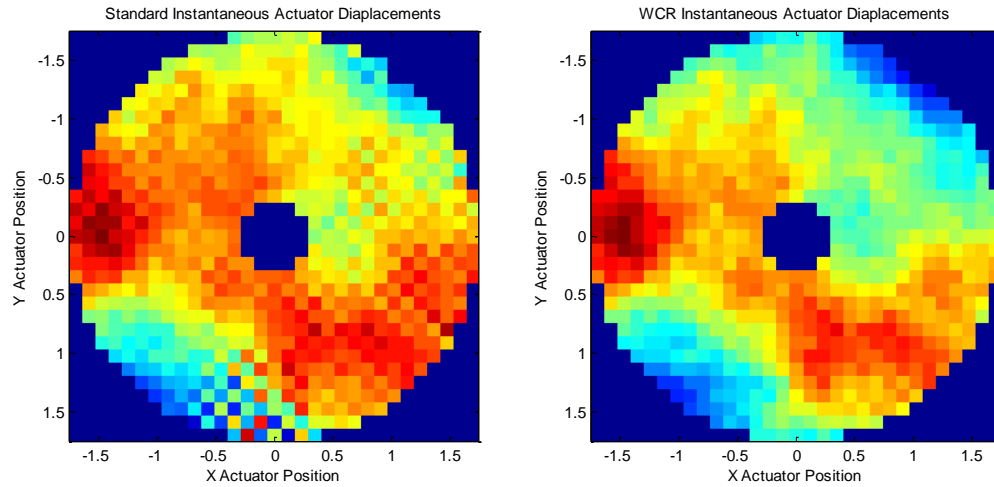 Standard Instantaneous Actuator Diaplacements
-1.5
-1
-0.5
0
0.5
1
1.5
Y Actuator Position
-1.5 -1 -0.5 0 0.5 1 1.5
X Actuator Position
WCR Instantaneous Actuator Diaplacements
-1.5
-1
-0.5
0
0.5
1
1.5
Y Actuator Position
-1.5 -1 -0.5 0 0.5 1 1.5
X Actuator Position